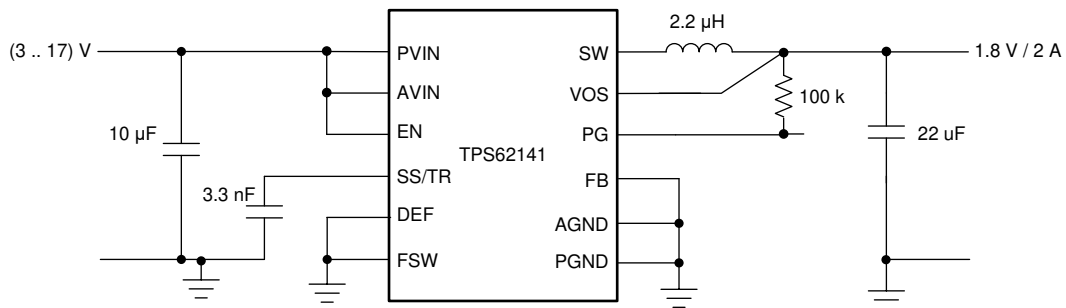 2.2 µH
(3 .. 17) V
PVIN
SW
1.8 V / 2 A
AVIN
VOS
100 k
10 µF
EN
PG
22 uF
TPS62141
3.3 nF
SS/TR
FB
DEF
AGND
FSW
PGND